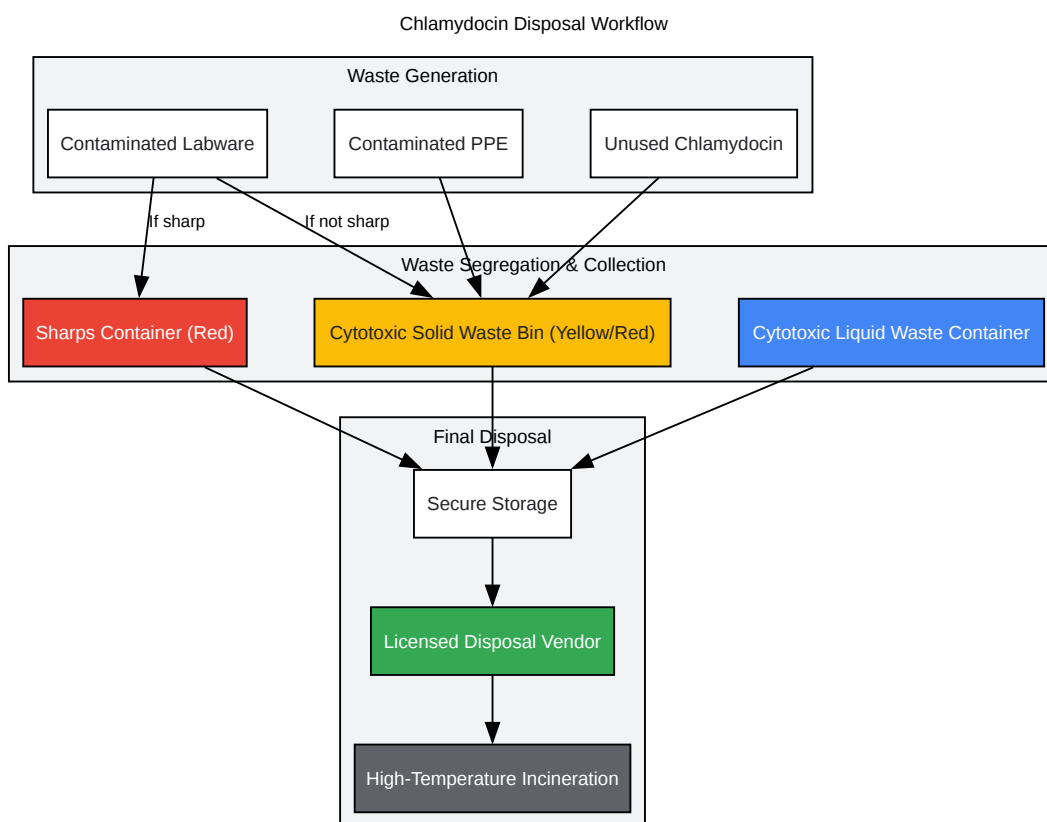 Chlamydocin Disposal Workflow
Waste Generation
Contaminated Labware
Contaminated PPE
Unused Chlamydocin
If sharp
If not sharp
Waste Segregation & Collection
Sharps Container (Red)
Cytotoxic Solid Waste Bin (Yellow/Red)
Cytotoxic Liquid Waste Container
Final Disposal
Secure Storage
Licensed Disposal Vendor
High-Temperature Incineration